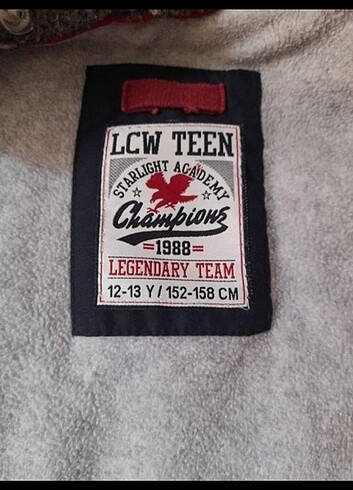 LCW TEEN
STARLIGHT ACADEMY
Champions
=1988=
LEGENDARY TEAM
12-13 Y / 152-158 CM